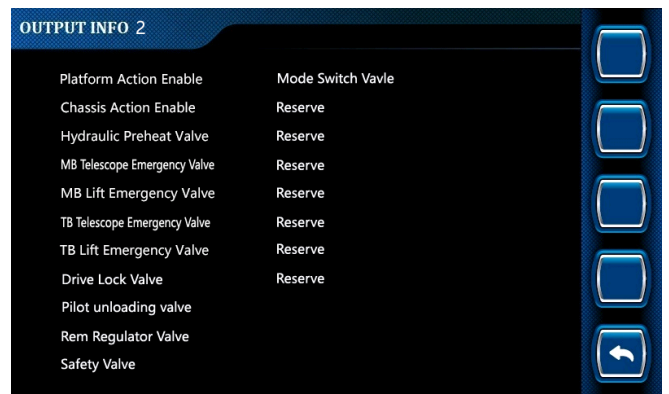 OUTPUT INFO 2
Platform Action Enable Mode Switch Vavle
Chassis Action Enable Reserve
Hydraulic Preheat Valve Reserve
MB Telescope Emergency Valve Reserve
MB Lift Emergency Valve Reserve
TB Telescope Emergency Valve Reserve
TB Lift Emergency Valve Reserve
Drive Lock Valve Reserve
Pilot unloading valve
Rem Regulator Valve
Safety Valve